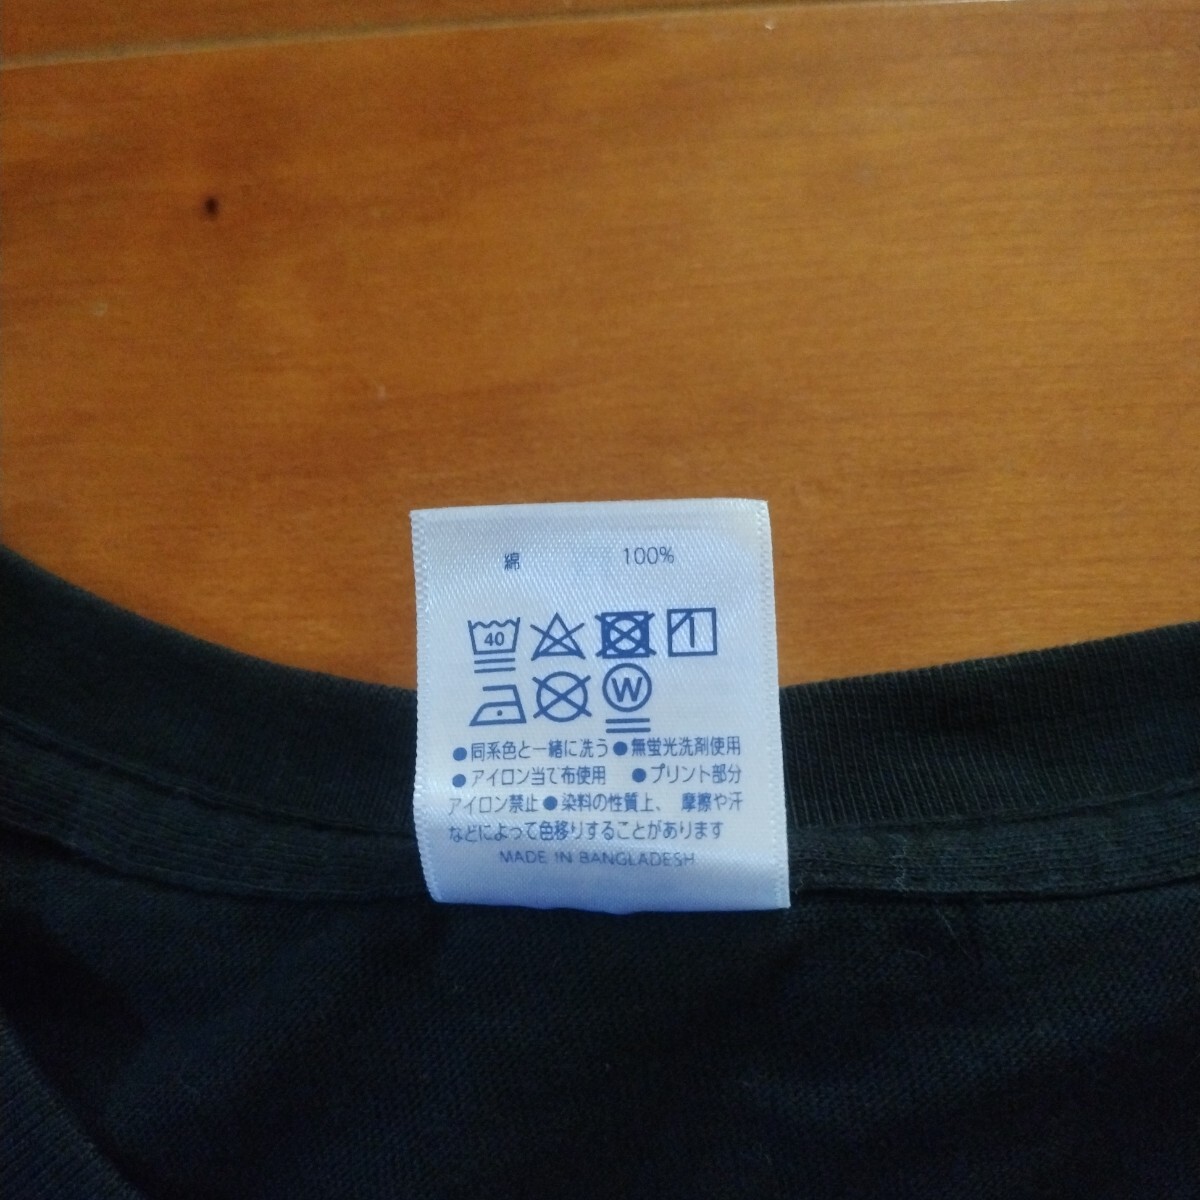 綿 100%
40
W
●同系色と一緒に洗う●無蛍光洗剤使用
●アイロン当て布使用 ●プリント部分
アイロン禁止●染料の性質上、 摩擦や汗
などによって色移りすることがあります
MADE IN BANGLADESH